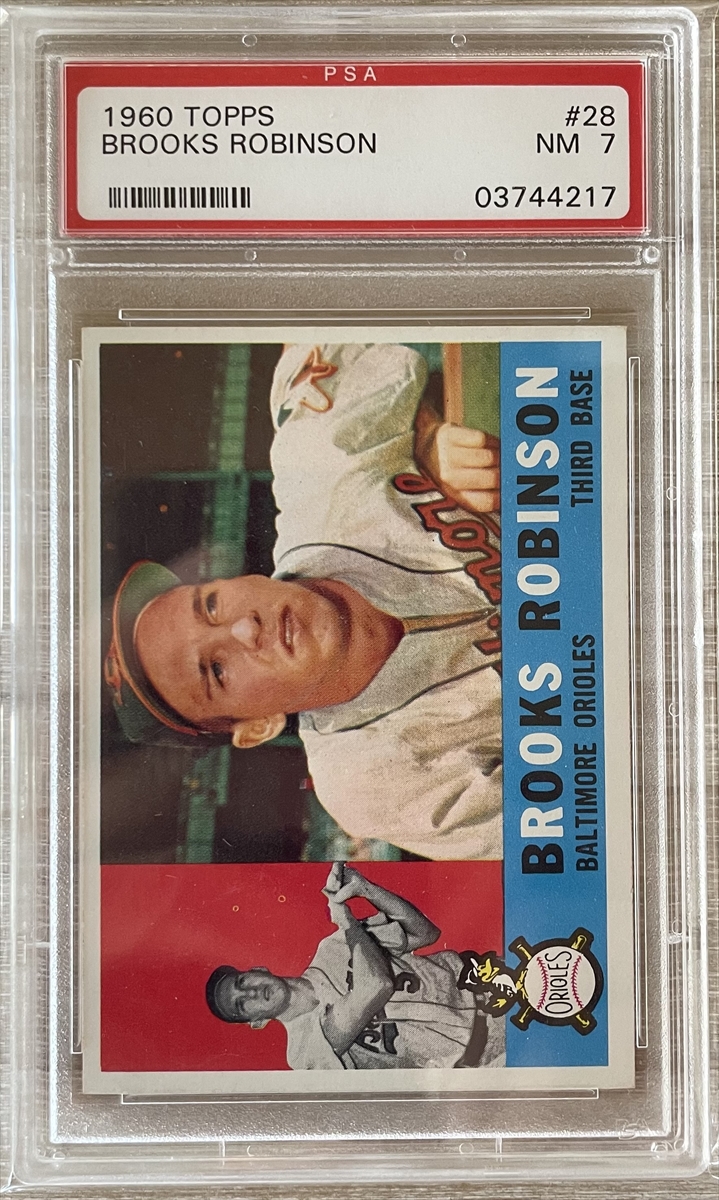 PSA
1960 TOPPS #28
BROOKS ROBINSON NM 7
03744217
BROOKS ROBINSON
BALTIMORE ORIOLES THIRD BASE
ORIOLES